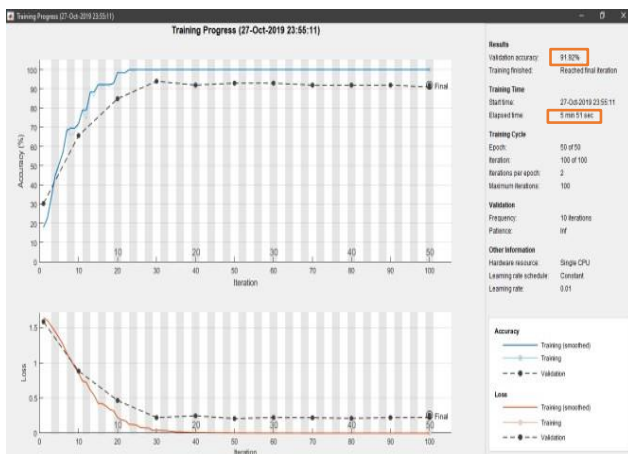 Training Progress (27-Oct-2019 23:55:11)
Training Progress (27-Oct-2019 23:55:11)
Accuracy (%)
100
90
80
70
60
50
40
30
20
10
0
Final
10
20
30
40
50
0 10 20 30 40 50 60 70 80 90 100
Iteration
Loss
1.5
1
0.5
0
Final
10
20
30
40
50
0 10 20 30 40 50 60 70 80 90 100
Iteration
Results
Validation accuracy: 91.92%
Training finished: Reached final iteration
Training Time
Start time: 27-Oct-2019 23:55:11
Elapsed time: 5 min 51 sec
Training Cycle
Epoch: 50 of 50
Iteration: 100 of 100
Iterations per epoch: 2
Maximum iterations: 100
Validation
Frequency: 10 iterations
Patience: Inf
Other Information
Hardware resource: Single CPU
Learning rate schedule: Constant
Learning rate: 0.01
Accuracy
Training (smoothed)
Training
Validation
Loss
Training (smoothed)
Training
Validation